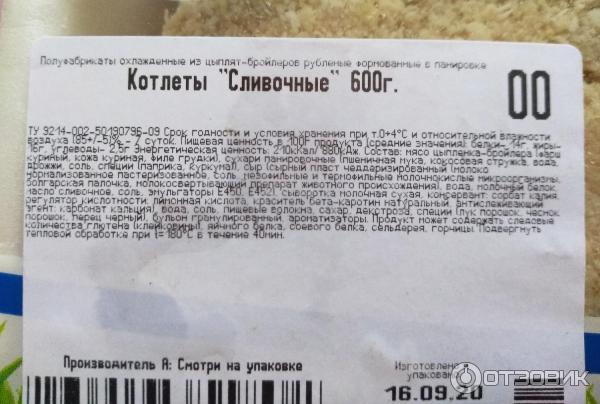 Полуфабрикаты охлажденные из цыплят-бройлеров рубленые формованные в панировке
Котлеты "Сливочные" 600г.
00
ТУ 9214-002-50190796-09 Срок годности и условия хранения при т.0+4°С и относительной влажности
воздуха (85+/-5)% - 7 суток. Пищевая ценность в 100г продукта (средние значения): белки- 14г, жиры-
г, углеводы- г. Энергетическая ценность: 210ккал/ 880кДж. Состав: мясо цыпленка-бройлера (фарш
куриный, кожа куриная, филе грудки), сухари панировочные (пшеничная мука, кокосовая стружка, вода,
дрожжи, соль, специи (паприка, куркума)), сыр (сырный пласт чеддаризированный (молоко
нормализованное пастеризованное, соль, мезофильные и термофильные молочнокислые микроорганизмы,
болгарская палочка, молокосвертывающий препарат животного происхождения), вода, молочный белок,
масло сливочное, соль, эмульгаторы Е450, Е452), сыворотка молочная сухая, консервант: сорбат калия,
регулятор кислотности: лимонная кислота, краситель бета-каротин натуральный, антислеживающий
агент карбонат кальция), вода, соль, пищевые волокна, сахар, декстроза, специи (лук порошок, чеснок
порошок, перец черный), бульон гранулированный, ароматизаторы. Продукт может содержать следовые
количества глютена (клейковины), яичного белка, соевого белка, сельдерея, горчицы. Подвергнуть
тепловой обработке при t= 180°С в течение 40мин.
Производитель А: Смотри на упаковке
Изготовлено
упаковано
16.09.20
ОТЗОВИК